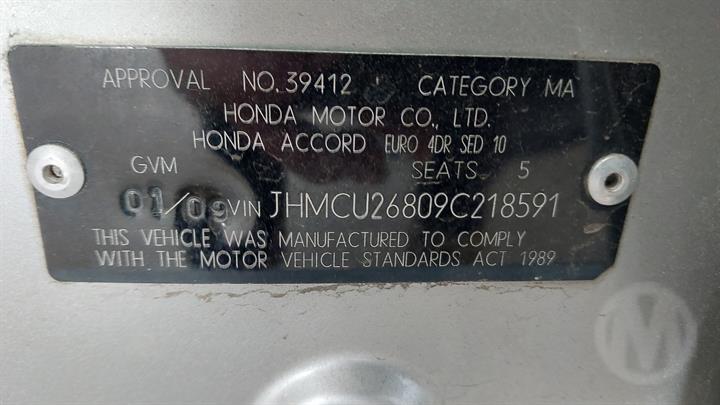 APPROVAL NO. 39412 CATEGORY MA
HONDA MOTOR CO., LTD.
HONDA ACCORD EURO 4DR SED 10
GVM SEATS 5
01/09 VIN JHMCU26809C218591
THIS VEHICLE WAS MANUFACTURED TO COMPLY
WITH THE MOTOR VEHICLE STANDARDS ACT 1989
M